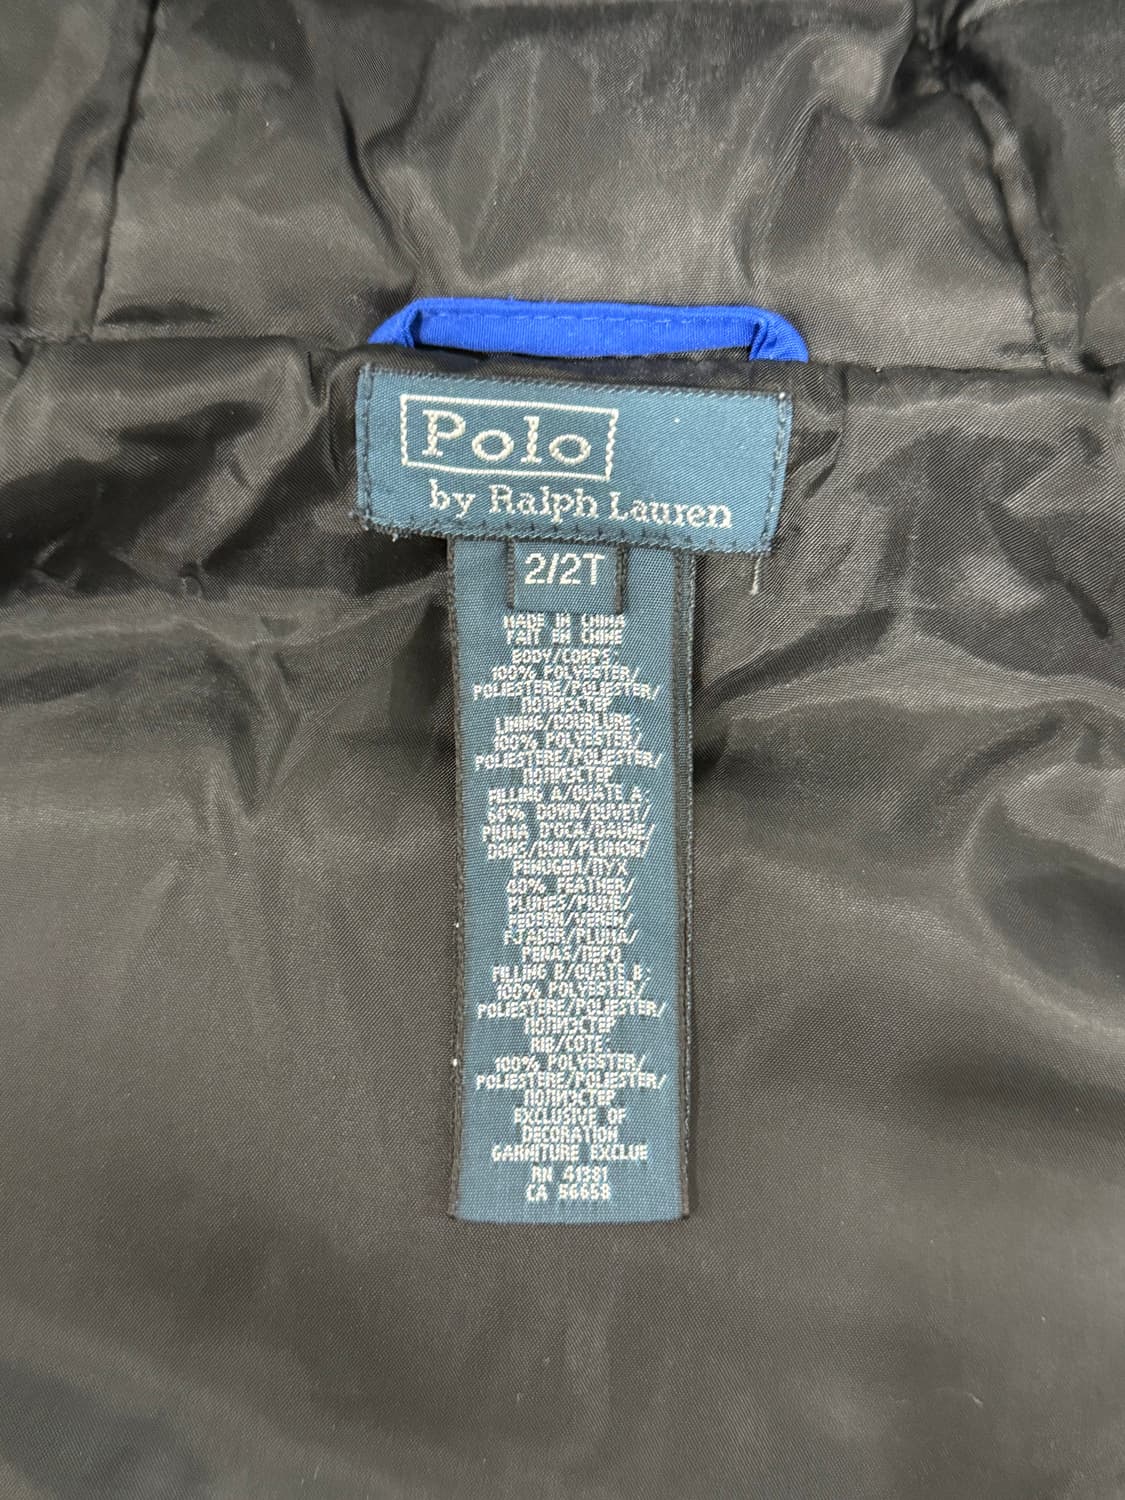 Polo
by Ralph Lauren
2/2T
MADE IN CHINA
FAIT EN CHINE
BODY/CORPS:
100% POLYESTER/
POLIESTERE/POLIESTER/
ПОЛИЭСТЕР
LINING/DOUBLURE:
100% POLYESTER/
POLIESTERE/POLIESTER/
ПОЛИЭСТЕР
FILLING A/OUATE A:
60% DOWN/DUVET/
PIUMA D'OCA/DAUNE/
DONS/DUN/PLUMON/
PENUGEM/ПУХ
40% FEATHER/
PLUMES/PIUME/
FEDERN/VEREN/
FJADER/PLUMA/
PENAS/ПЕРО
FILLING B/OUATE B:
100% POLYESTER/
POLIESTERE/POLIESTER/
ПОЛИЭСТЕР
RIB/COTE:
100% POLYESTER/
POLIESTERE/POLIESTER/
ПОЛИЭСТЕР
EXCLUSIVE OF
DECORATION
GARNITURE EXCLUE
RN 41381
CA 56658